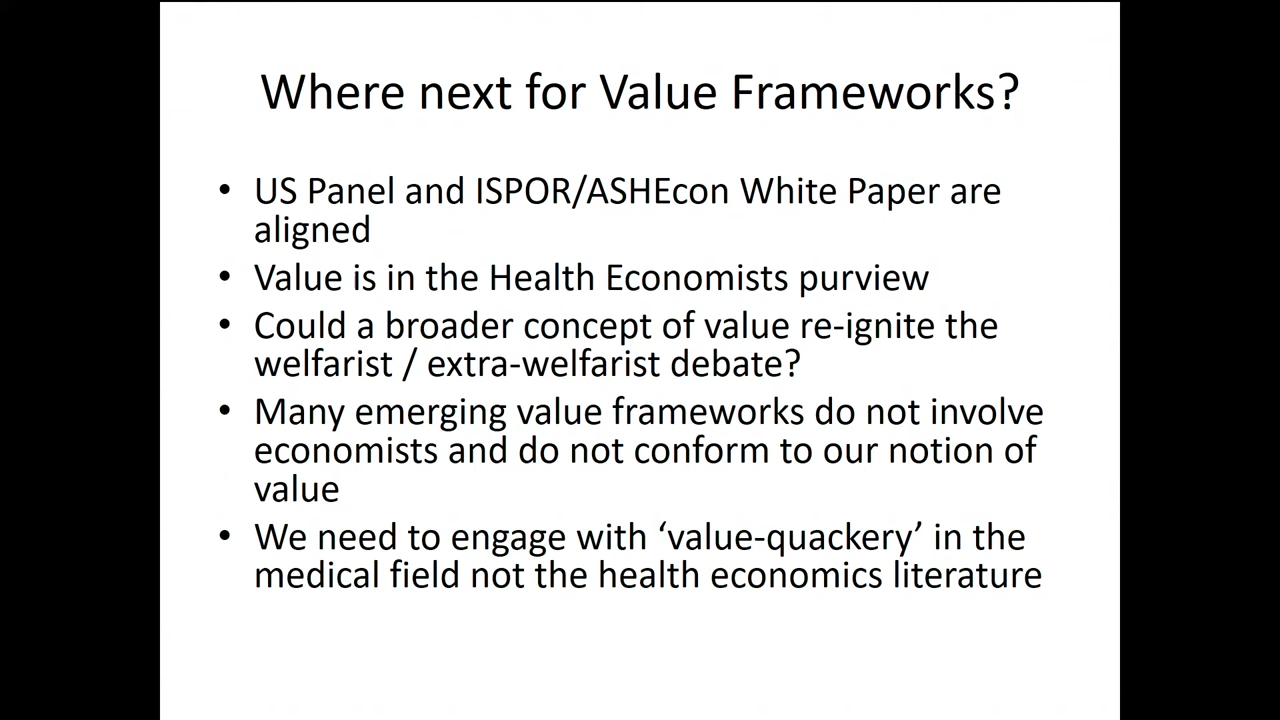 Where next for Value Frameworks?
• US Panel and ISPOR/ASHEcon White Paper are
aligned
• Value is in the Health Economists purview
• Could a broader concept of value re-ignite the
welfarist / extra-welfarist debate?
• Many emerging value frameworks do not involve
economists and do not conform to our notion of
value
• We need to engage with ‘value-quackery’ in the
medical field not the health economics literature